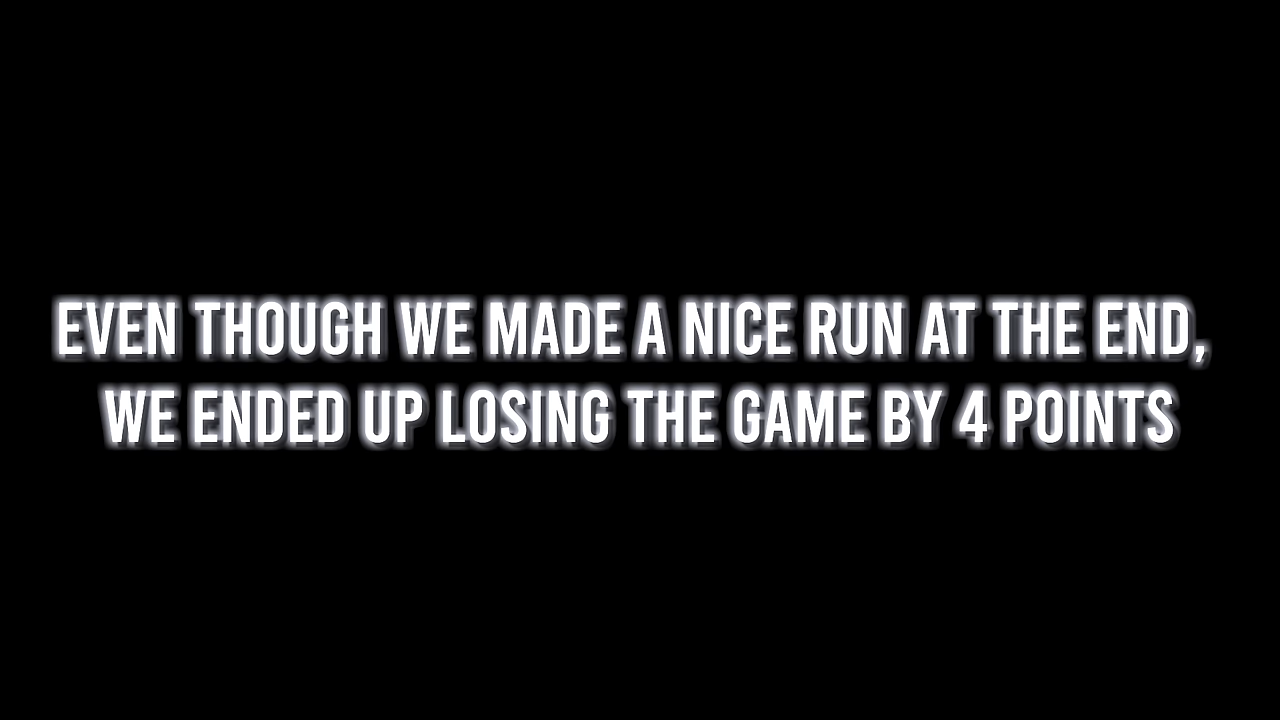 EVEN THOUGH WE MADE A NICE RUN AT THE END,
WE ENDED UP LOSING THE GAME BY 4 POINTS